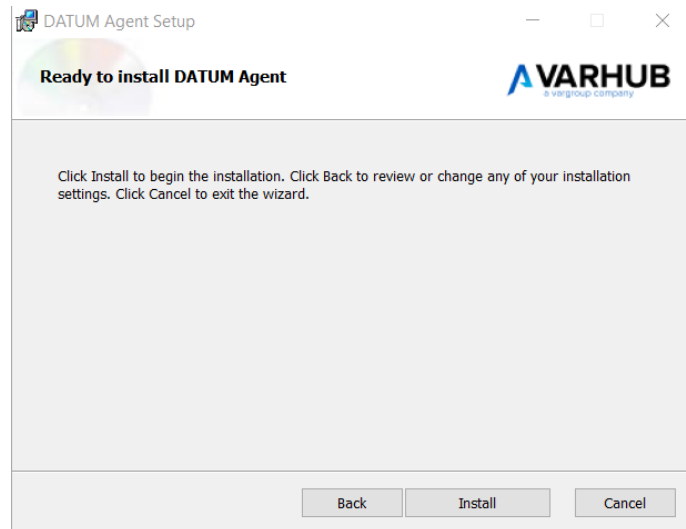 DATUM Agent Setup
Ready to install DATUM Agent
VARHUB
a vargroup company
Click Install to begin the installation. Click Back to review or change any of your installation
settings. Click Cancel to exit the wizard.
Back Install Cancel